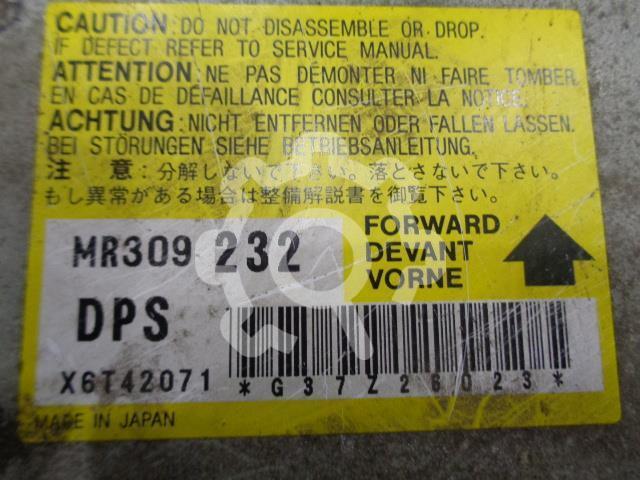 CAUTION: DO NOT DISASSEMBLE OR DROP.
IF DEFECT REFER TO SERVICE MANUAL.
ATTENTION: NE PAS DÉMONTER NI FAIRE TOMBER
EN CAS DE DÉFAILLANCE CONSULTER LA NOTICE.
ACHTUNG: NICHT ENTFERNEN ODER FALLEN LASSEN.
BEI STÖRUNGEN SIEHE BETRIEBSANLEITUNG.
注 意:分解しないで下さい。落とさないで下さい。
もし異常がある場合は整備解説書を御覧下さい。
MR309 232
FORWARD
DEVANT
VORNE
DPS
X6T42071
*G37Z26023*
MADE IN JAPAN